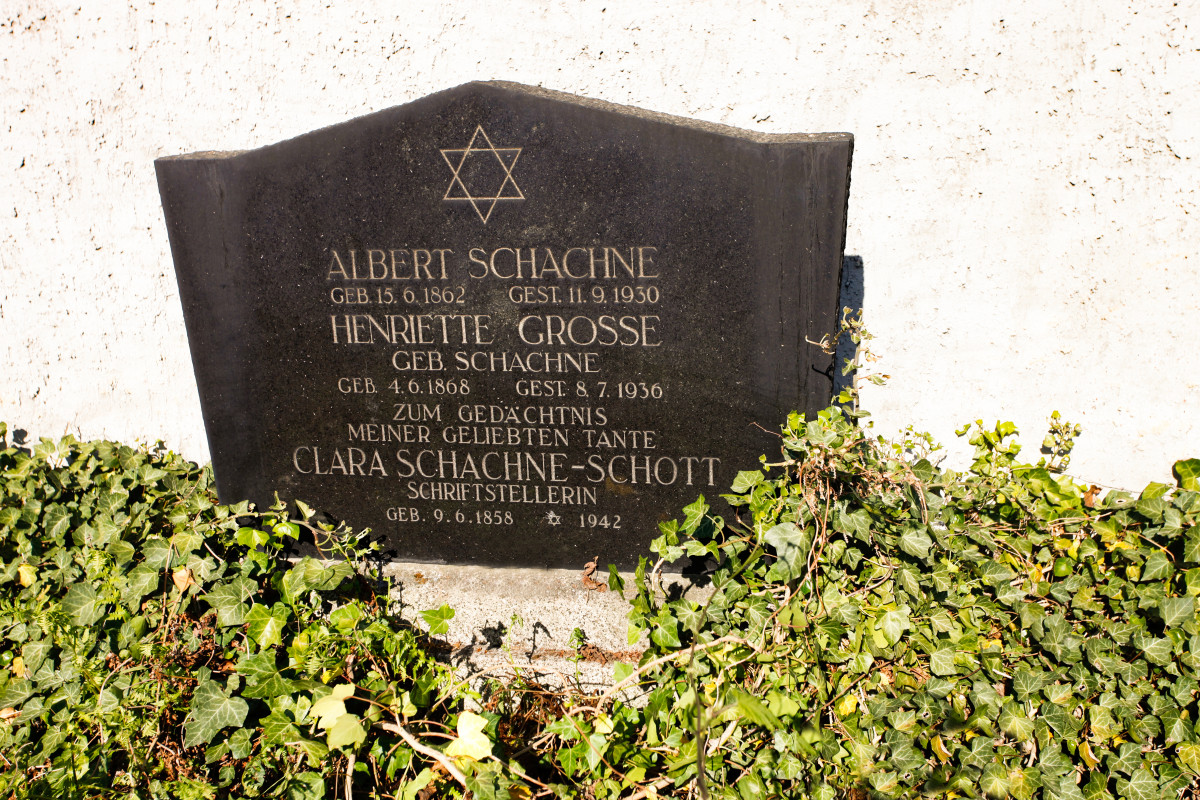 ALBERT SCHACHNE
GEB. 15. 6. 1862 GEST. 11. 9. 1930
HENRIETTE GROSSE
GEB. SCHACHNE
GEB. 4. 6. 1868 GEST. 8. 7. 1936
ZUM GEDÄCHTNIS
MEINER GELIEBTEN TANTE
CLARA SCHACHNE-SCHOTT
SCHRIFTSTELLERIN
GEB. 9. 6. 1858 ✡ 1942